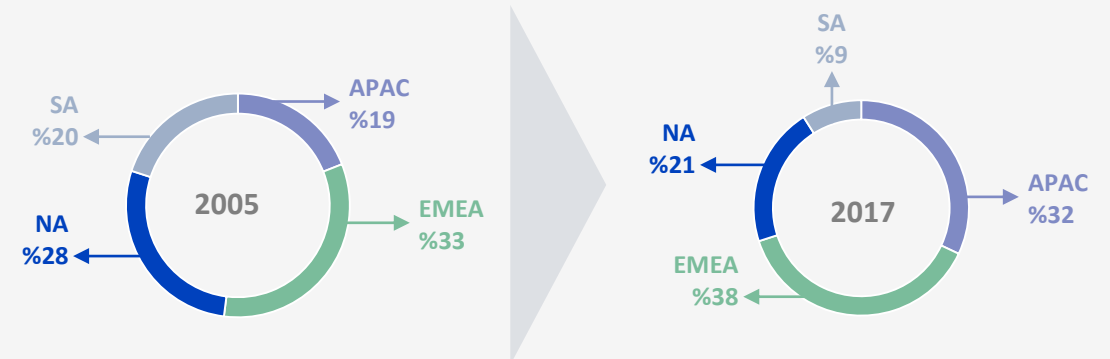 APAC
%19
SA
%20
2005
EMEA
%33
NA
%28
SA
%9
NA
%21
APAC
%32
2017
EMEA
%38